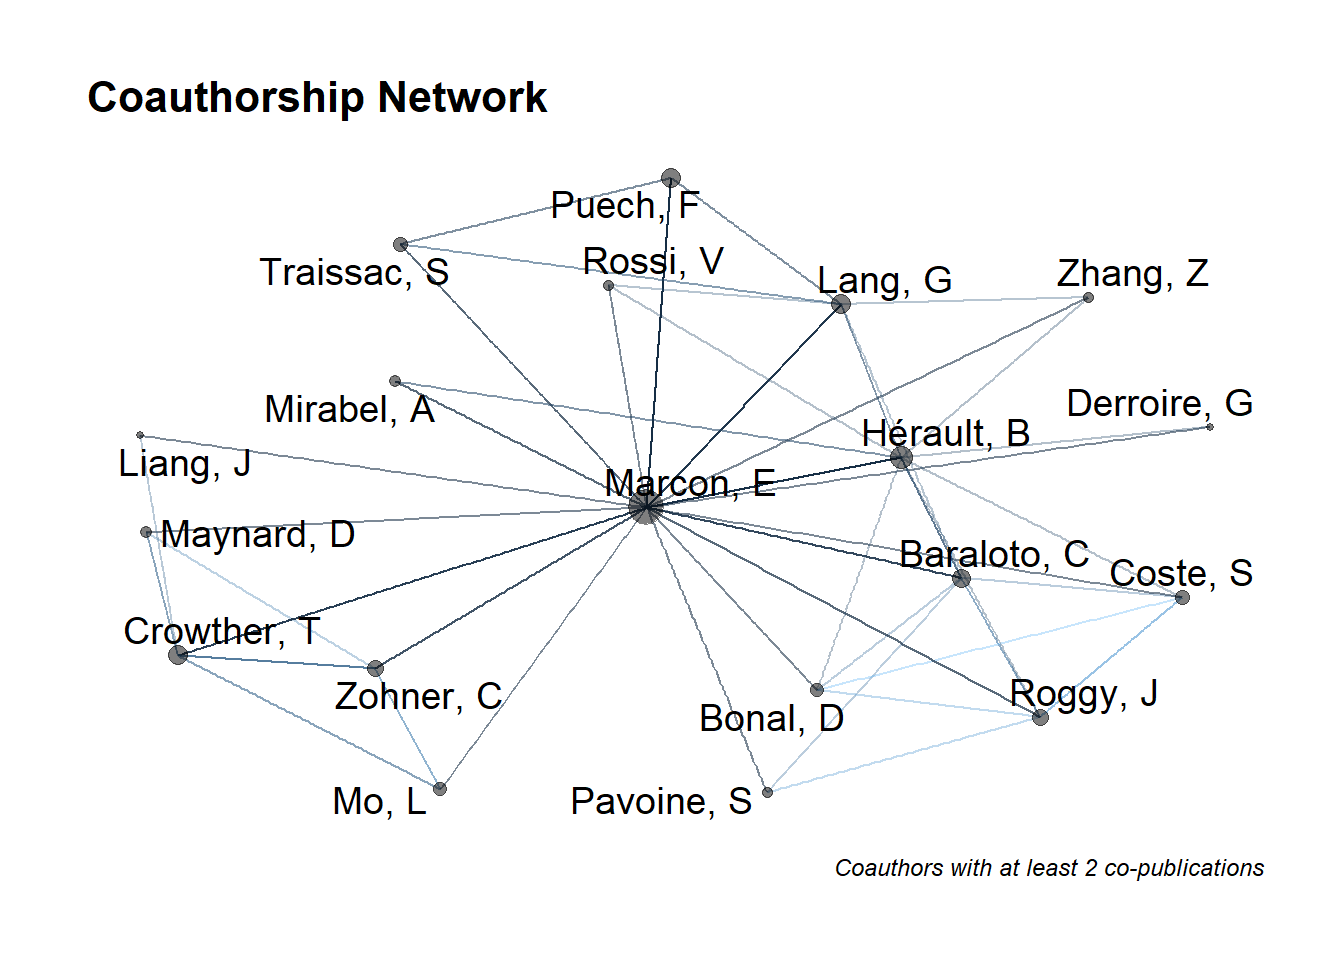 Coauthorship Network
Puech, F
Rossi, V
Traissac, S
Lang, G
Zhang, Z
Mirabel, A
Derroire, G
Hérault, B
Liang, J
Marcon, E
Maynard, D
Baraloto, C
Coste, S
Crowther, T
Zohner, C
Roggy, J
Bonal, D
Mo, L
Pavoine, S
Coauthors with at least 2 co-publications